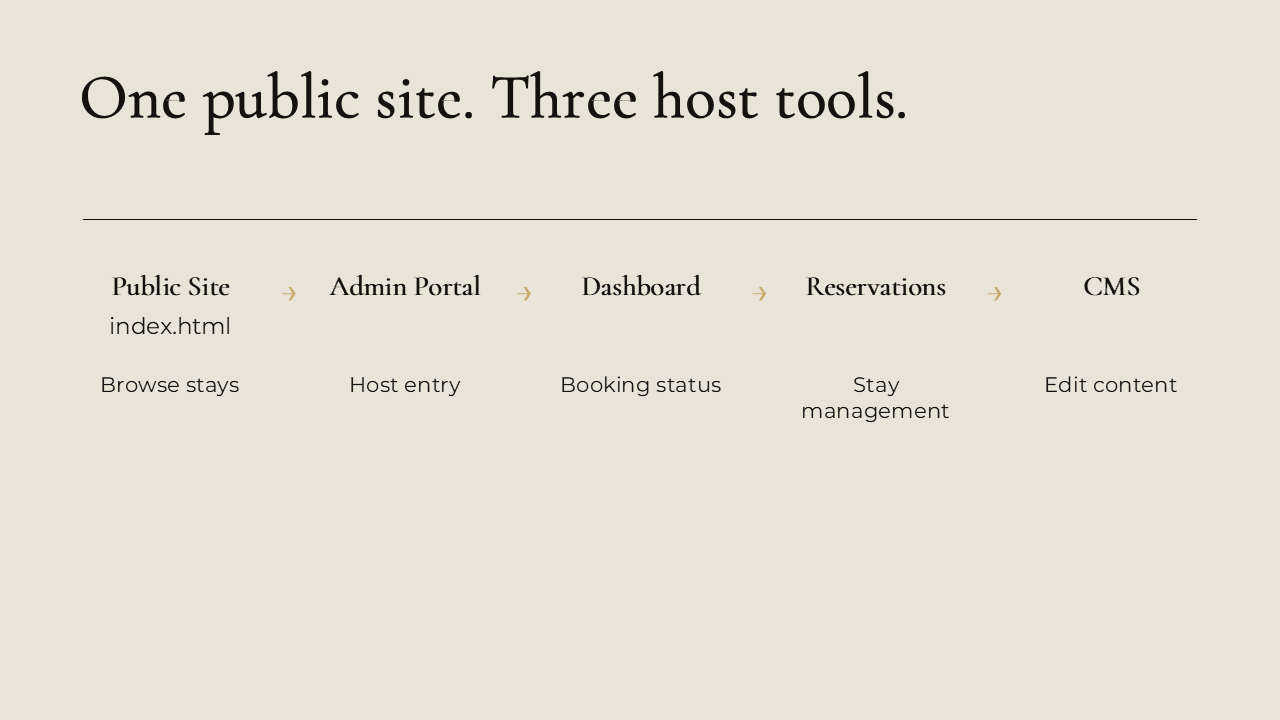 One public site. Three host tools.
Public Site → Admin Portal → Dashboard → Reservations → CMS
index.html
Browse stays Host entry Booking status Stay management Edit content